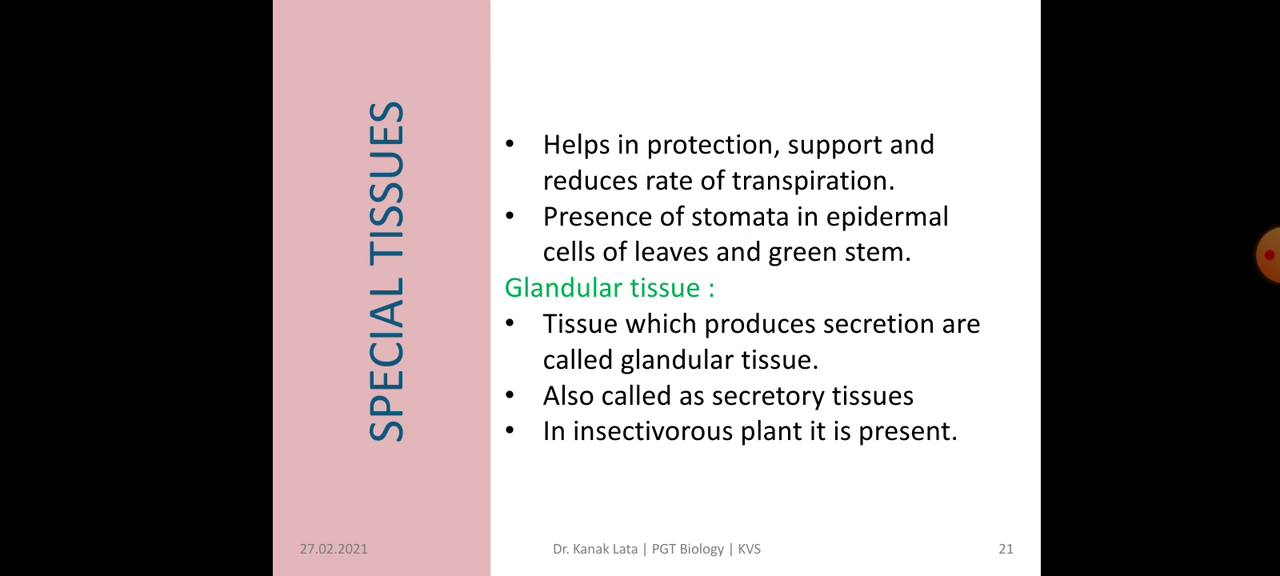 SPECIAL TISSUES
• Helps in protection, support and
reduces rate of transpiration.
• Presence of stomata in epidermal
cells of leaves and green stem.
Glandular tissue :
• Tissue which produces secretion are
called glandular tissue.
• Also called as secretory tissues
• In insectivorous plant it is present.
27.02.2021
Dr. Kanak Lata | PGT Biology | KVS
21